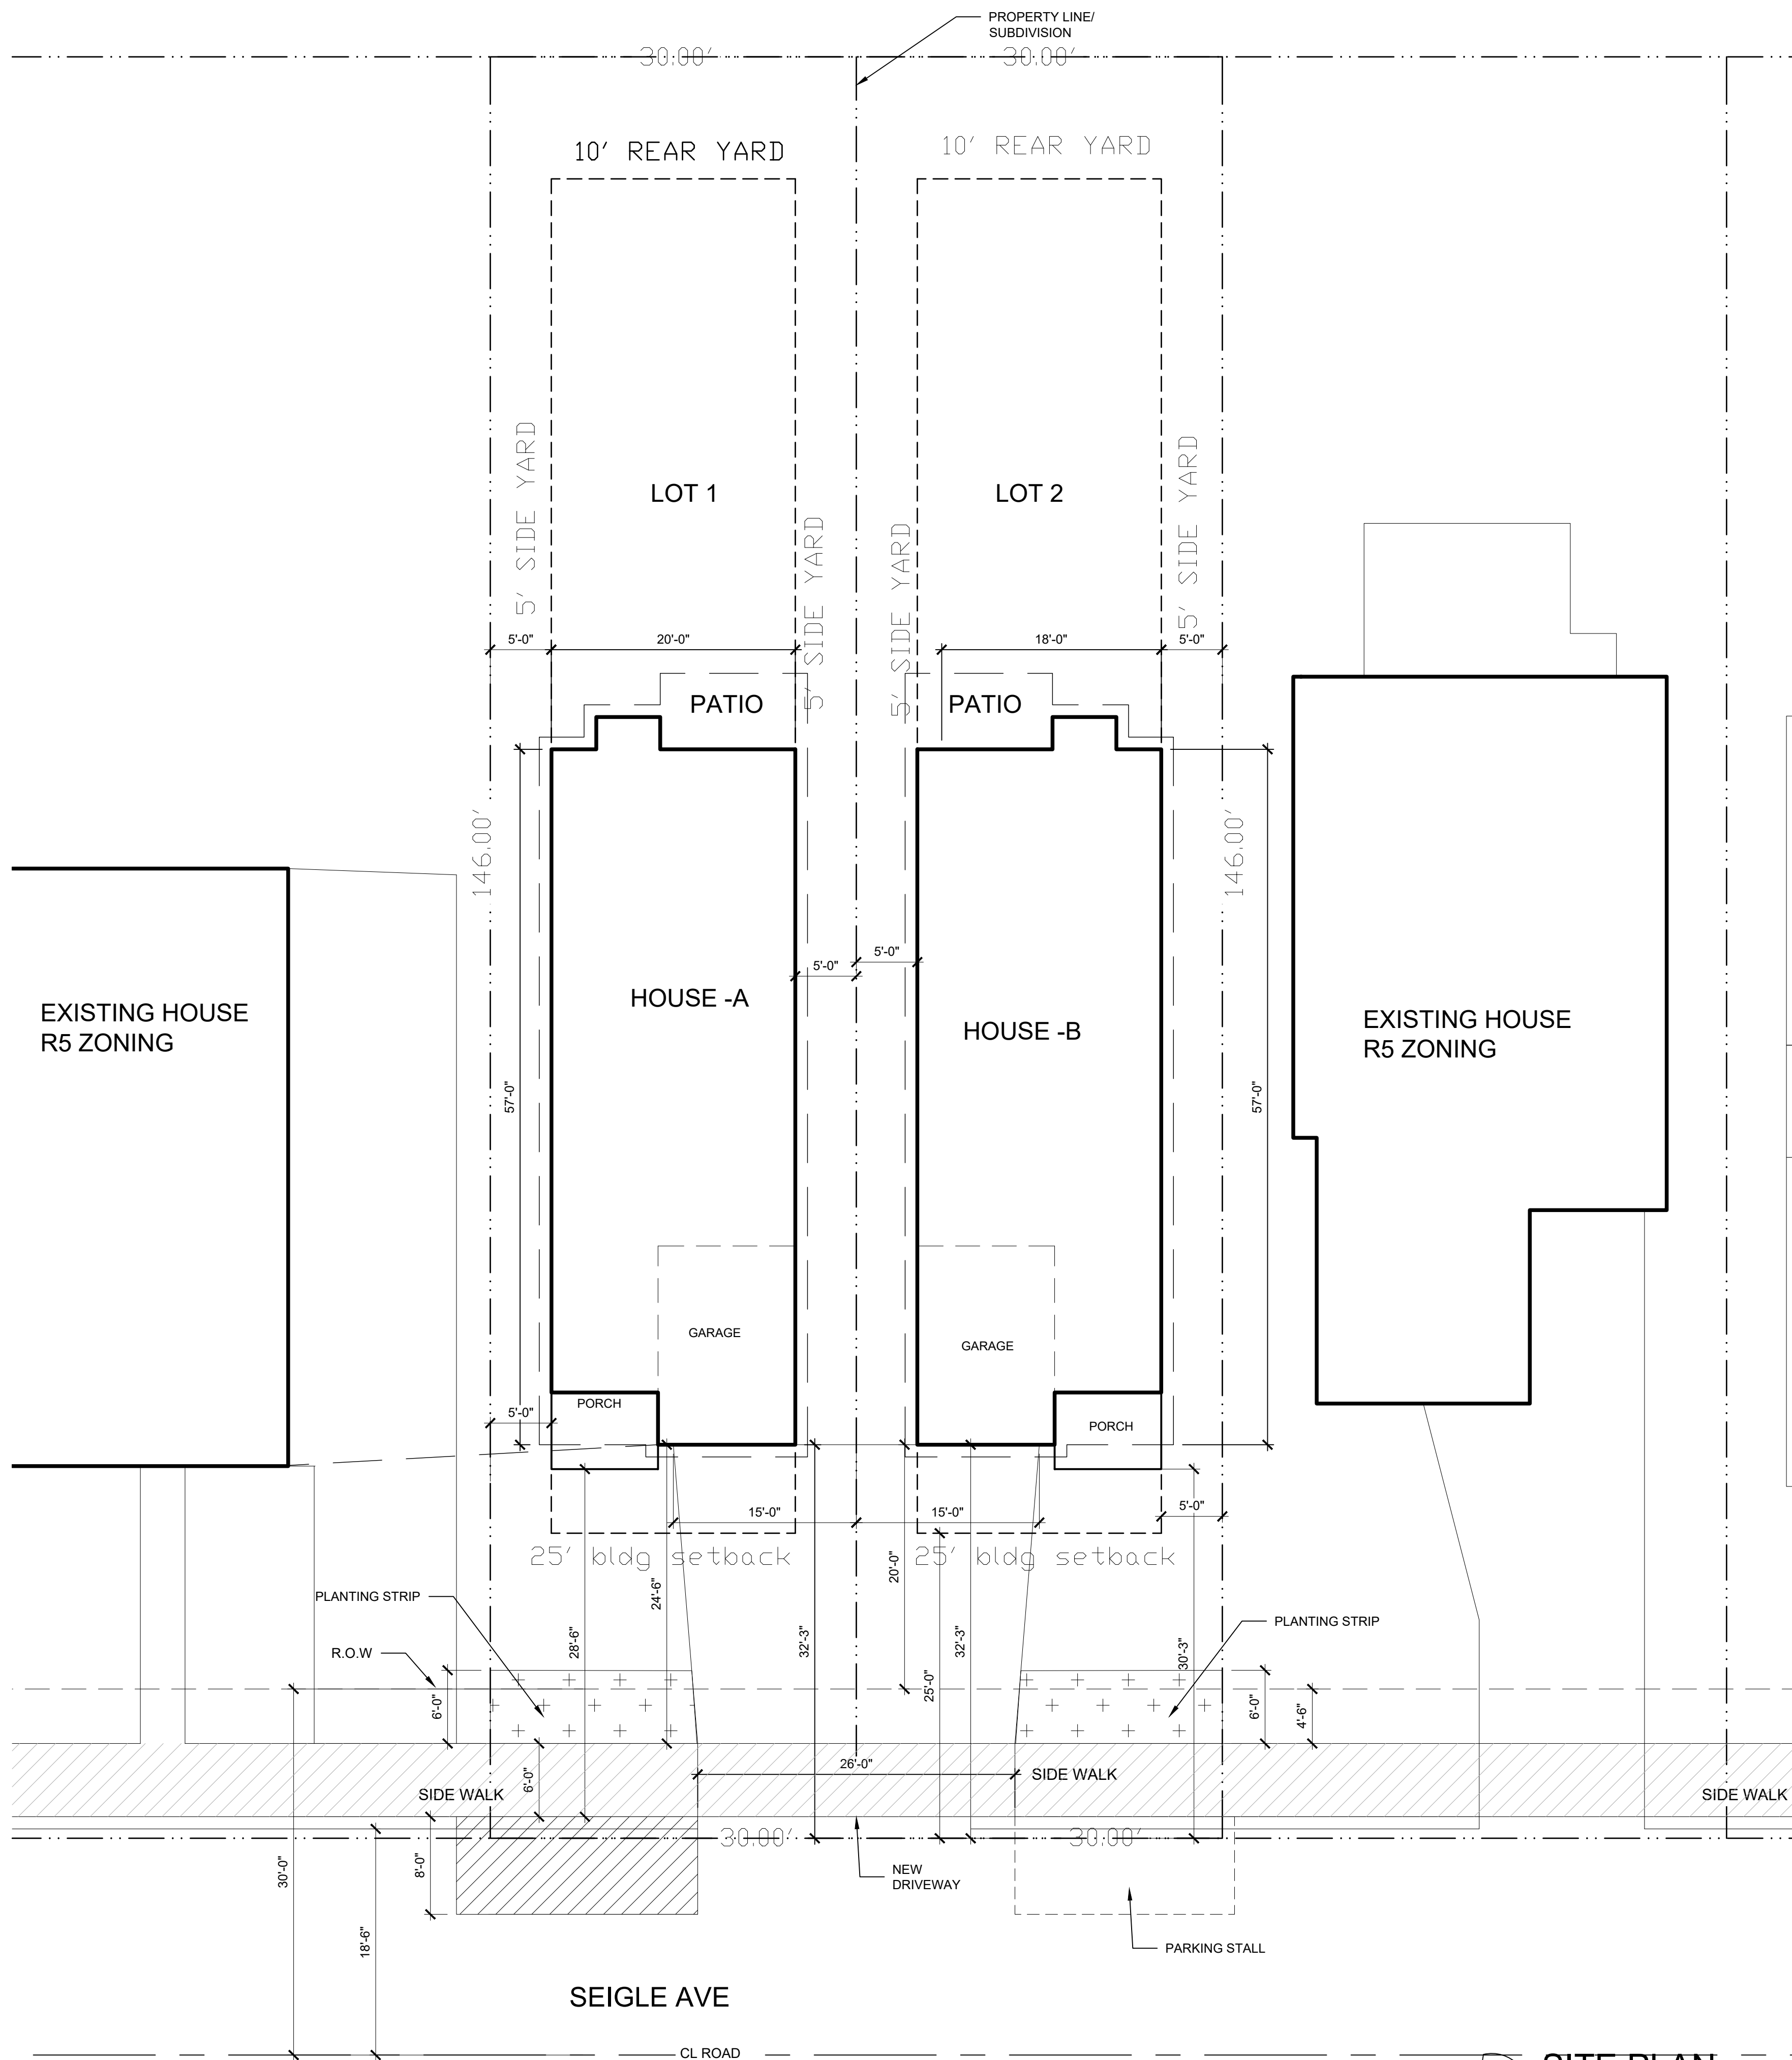 PROPERTY LINE/
SUBDIVISION
30.00'
30.00'
10' REAR YARD
10' REAR YARD
5' SIDE YARD
LOT 1
5' SIDE YARD
5' SIDE YARD
LOT 2
5' SIDE YARD
5'-0"
20'-0"
18'-0"
5'-0"
PATIO
PATIO
146.00'
146.00'
5'-0"
5'-0"
HOUSE -A
HOUSE -B
EXISTING HOUSE
R5 ZONING
EXISTING HOUSE
R5 ZONING
57'-0"
57'-0"
GARAGE
GARAGE
PORCH
PORCH
5'-0"
15'-0"
15'-0"
5'-0"
25' bldg setback
25' bldg setback
24'-6"
20'-0"
PLANTING STRIP
PLANTING STRIP
28'-6"
32'-3"
32'-3"
30'-3"
R.O.W
25'-0"
6'-0"
6'-0"
4'-6"
26'-0"
SIDE WALK
6'-0"
SIDE WALK
SIDE WALK
30.00'
30.00'
8'-0"
30'-0"
NEW
DRIVEWAY
18'-6"
PARKING STALL
SEIGLE AVE
CL ROAD
SITE PLAN